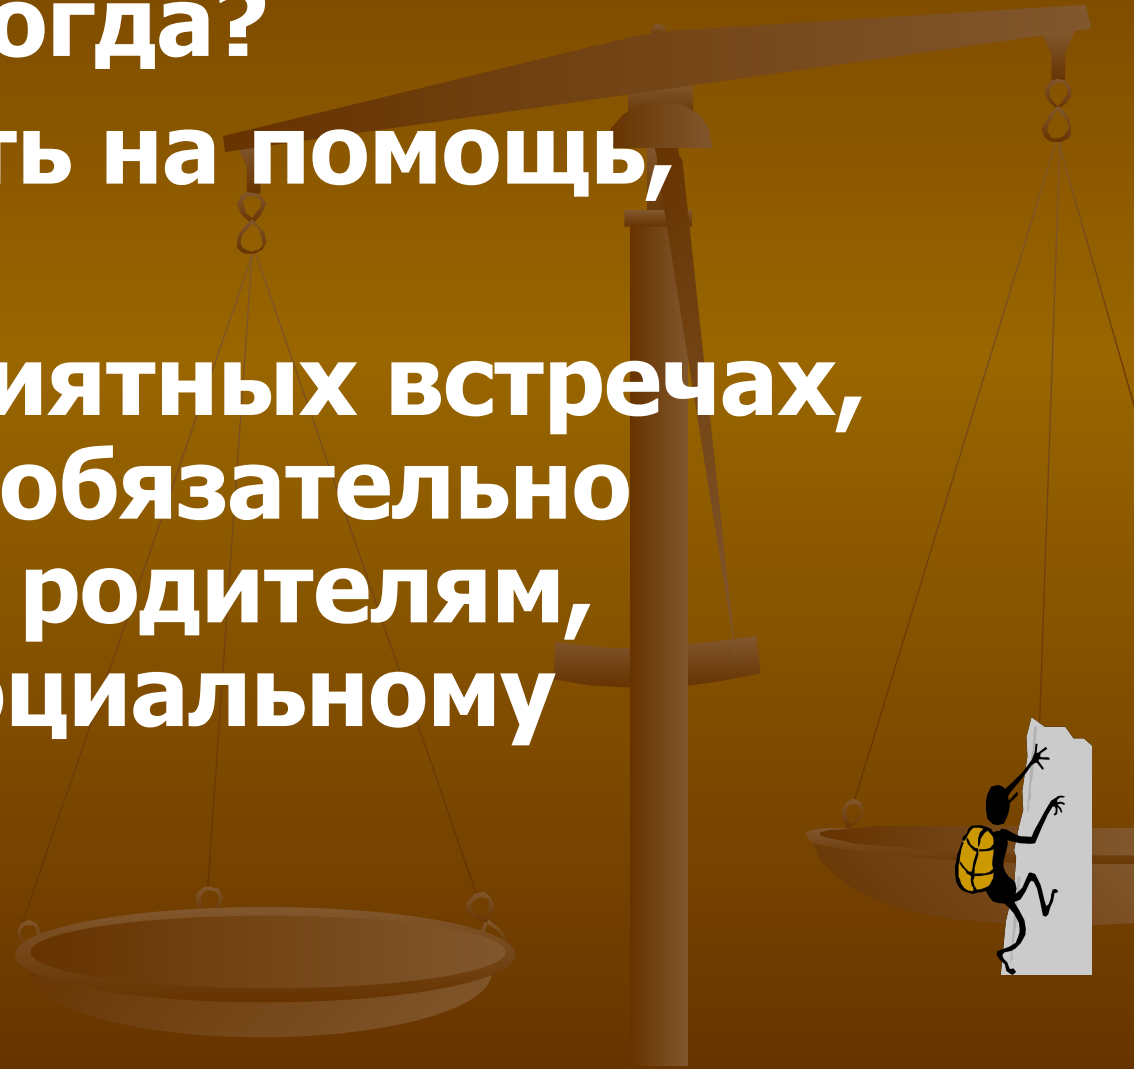 огда?
ть на помощь,
иятных встречах,
обязательно
родителям,
оциальному